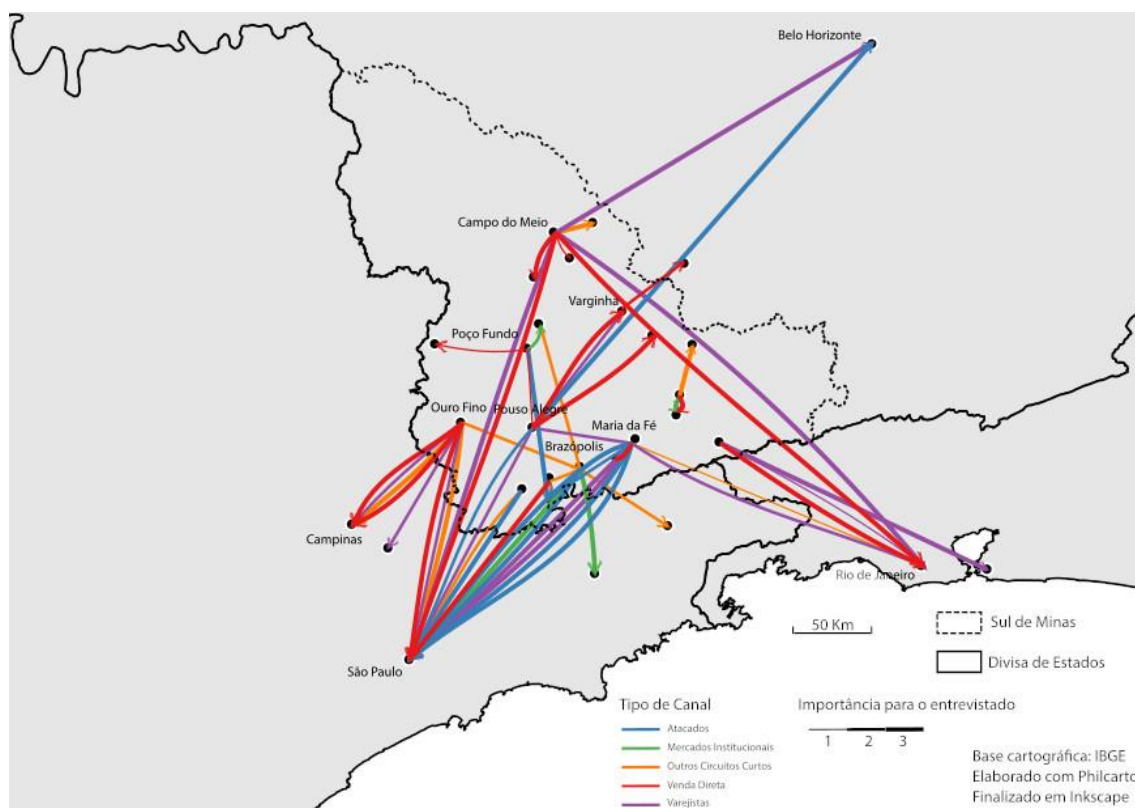 Belo Horizonte
Campo do Meio
Varginha
Poço Fundo
Ouro Fino
Pouso Alegre
Maria da Fé
Brazópolis
Campinas
Rio de Janeiro
São Paulo
50 Km
Sul de Minas
Divisa de Estados
Tipo de Canal
Atacados
Mercados Institucionais
Outros Circuitos Curtos
Venda Direta
Varejistas
Importância para o entrevistado
1 2 3
Base cartográfica: IBGE
Elaborado com Philcarto
Finalizado em Inkscape